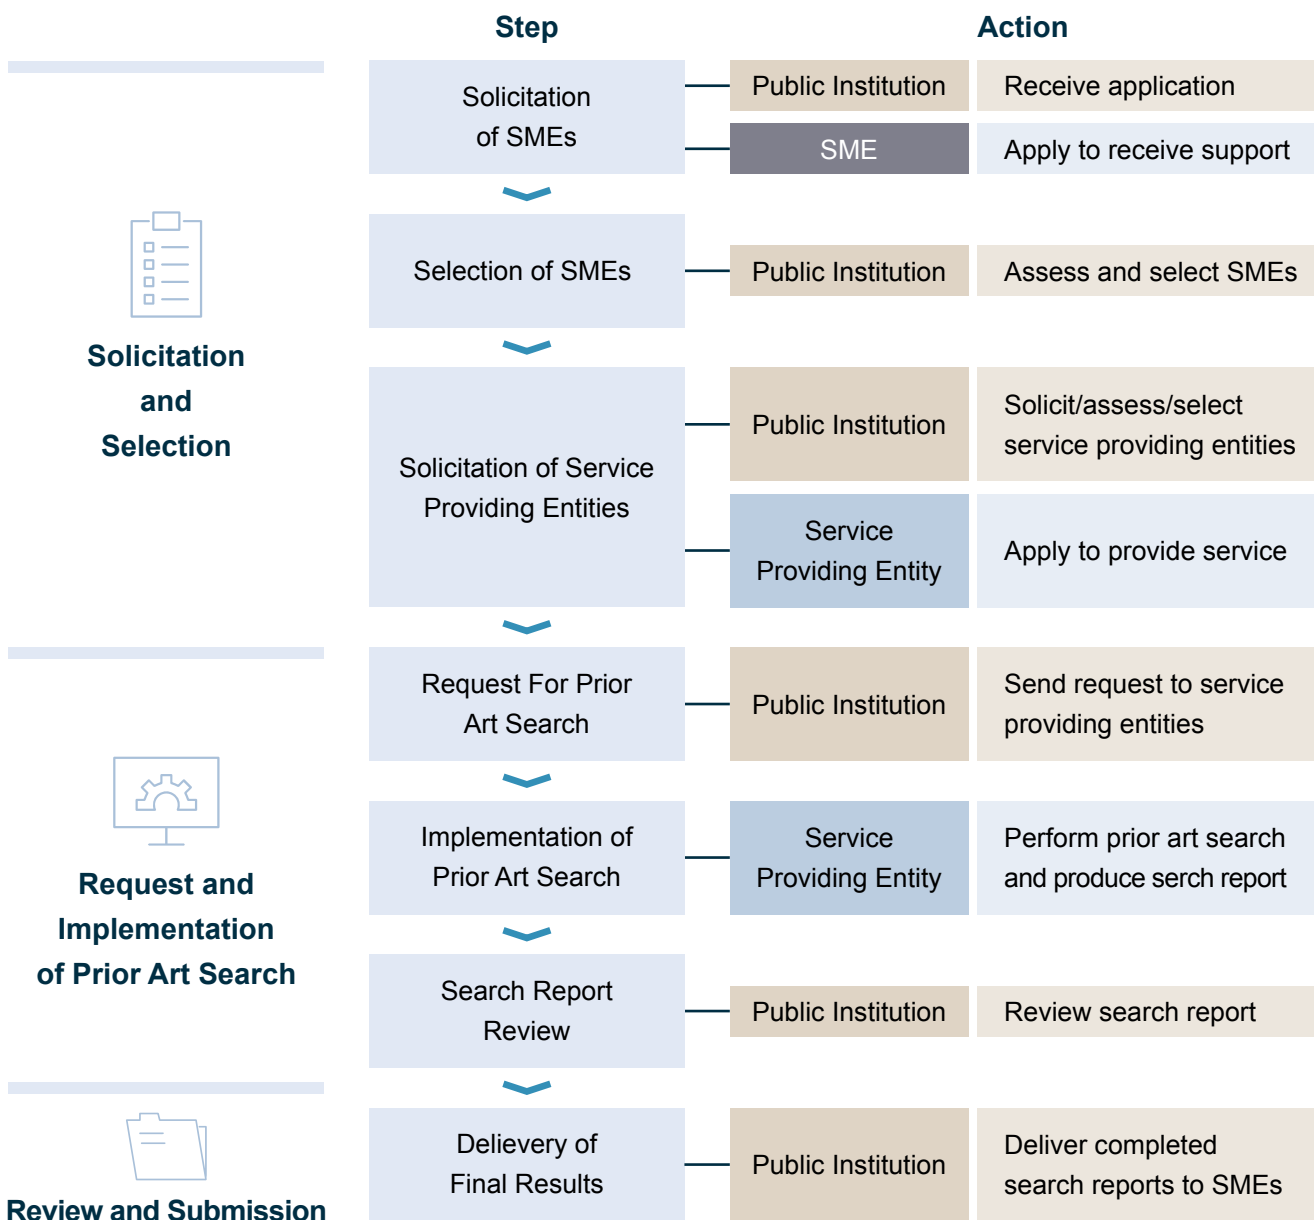 Step
Action
Solicitation
and
Selection
Solicitation
of SMEs
Public Institution
Receive application
SME
Apply to receive support
Selection of SMEs
Public Institution
Assess and select SMEs
Solicitation of Service
Providing Entities
Public Institution
Solicit/assess/select
service providing entities
Service
Providing Entity
Apply to provide service
Request and
Implementation
of Prior Art Search
Request For Prior
Art Search
Public Institution
Send request to service
providing entities
Implementation of
Prior Art Search
Service
Providing Entity
Perform prior art search
and produce serch report
Search Report
Review
Public Institution
Review search report
Review and Submission
Delievery of
Final Results
Public Institution
Deliver completed
search reports to SMEs